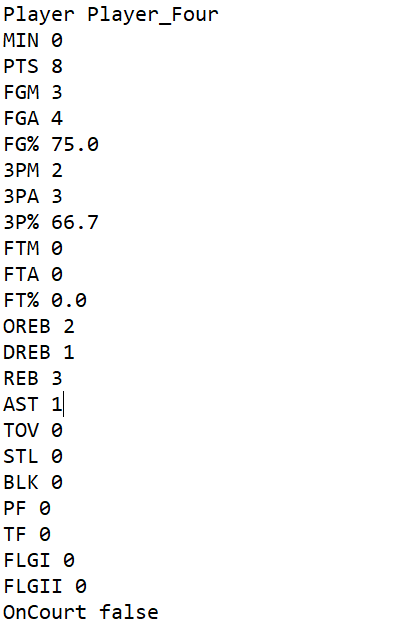 Player Player_Four
MIN 0
PTS 8
FGM 3
FGA 4
FG% 75.0
3PM 2
3PA 3
3P% 66.7
FTM 0
FTA 0
FT% 0.0
OREB 2
DREB 1
REB 3
AST 1
TOV 0
STL 0
BLK 0
PF 0
TF 0
FLGI 0
FLGII 0
OnCourt false